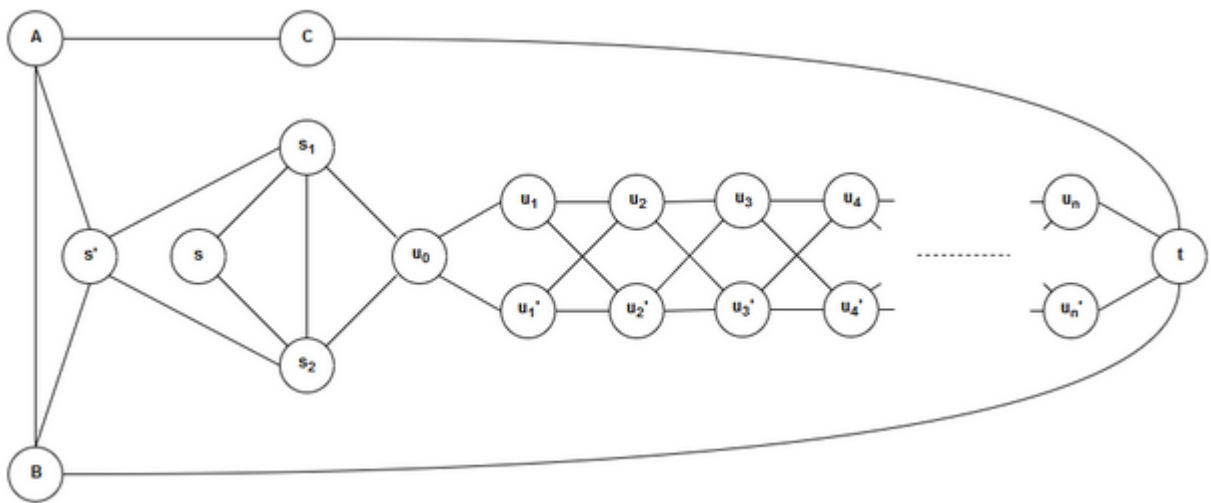 A
C
s₁
u₁
u₂
u₃
u₄
uₙ
s'
s
u₀
t
u₁'
u₂'
u₃'
u₄'
uₙ'
s₂
B